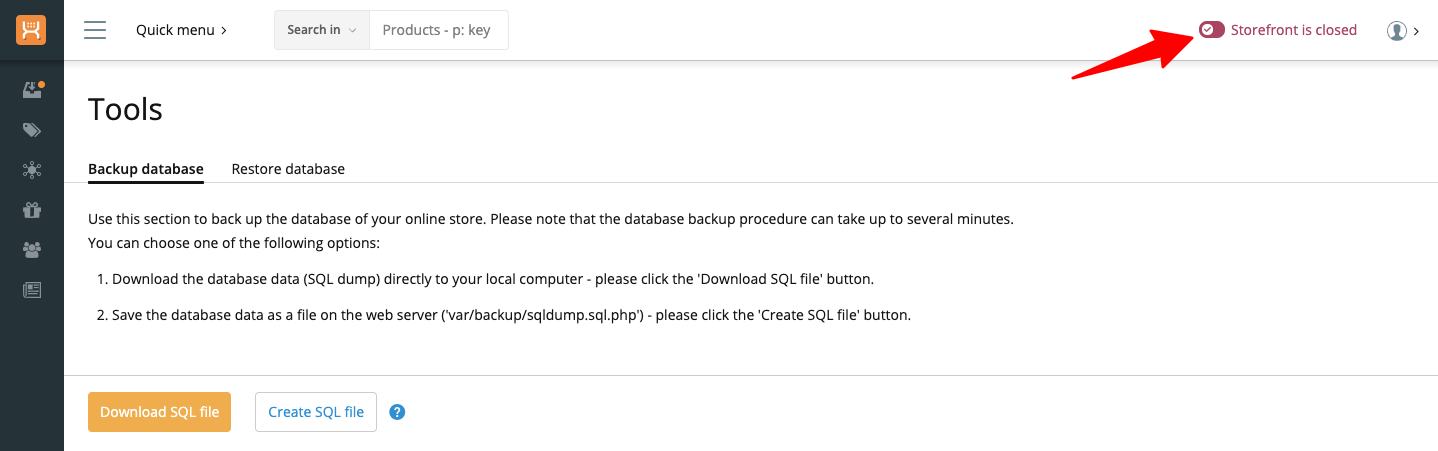 Quick menu
Search in
Products - p: key
Storefront is closed
Tools
Backup database
Restore database
Use this section to back up the database of your online store. Please note that the database backup procedure can take up to several minutes.
You can choose one of the following options:
1. Download the database data (SQL dump) directly to your local computer - please click the 'Download SQL file' button.
2. Save the database data as a file on the web server ('var/backup/sqldump.sql.php') - please click the 'Create SQL file' button.
Download SQL file
Create SQL file
?